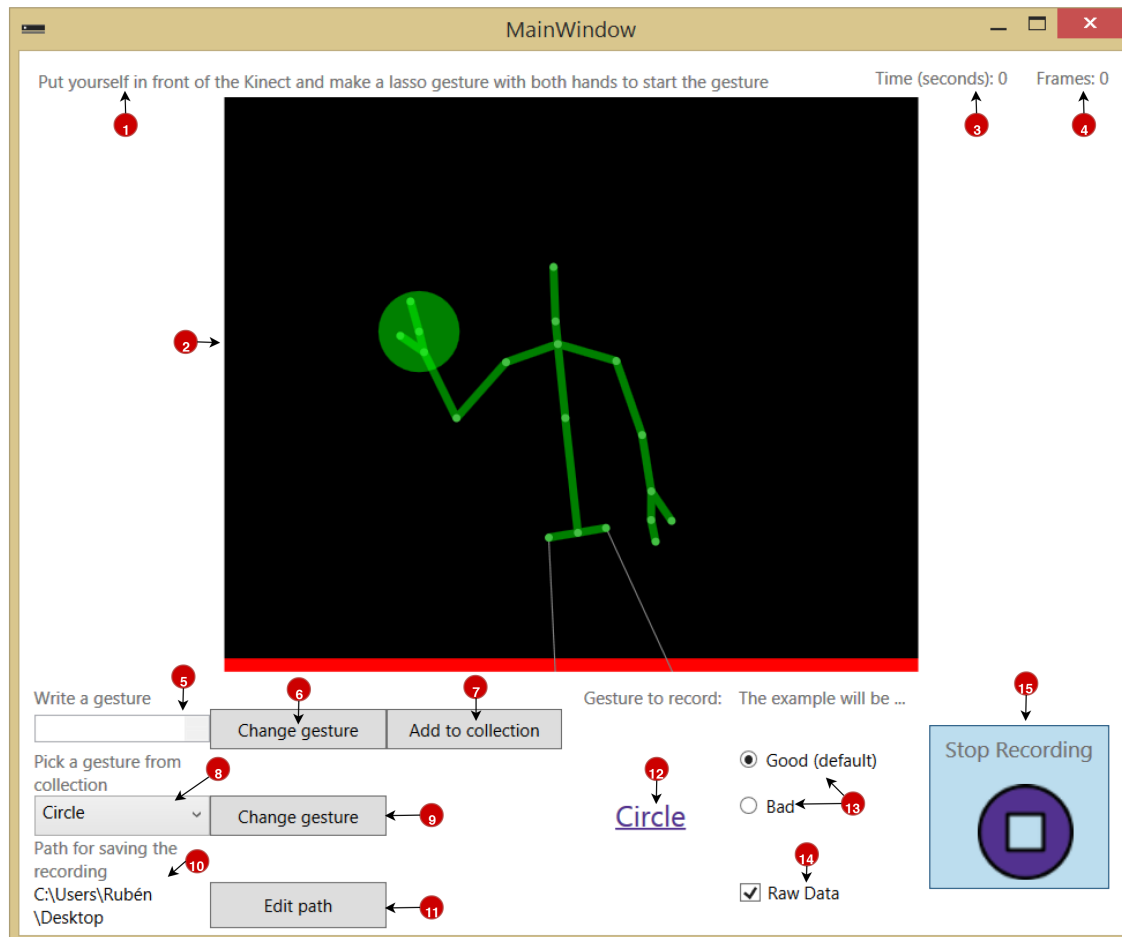 MainWindow
Put yourself in front of the Kinect and make a lasso gesture with both hands to start the gesture
Time (seconds): 0
Frames: 0
1
3
4
2
5
6
7
15
Write a gesture
Gesture to record:
The example will be ...
Change gesture
Add to collection
Stop Recording
Pick a gesture from
collection
8
12
Good (default)
Circle
Change gesture
9
Circle
Bad
13
Path for saving the
recording
10
14
C:\Users\Rubén
\Desktop
Edit path
11
Raw Data